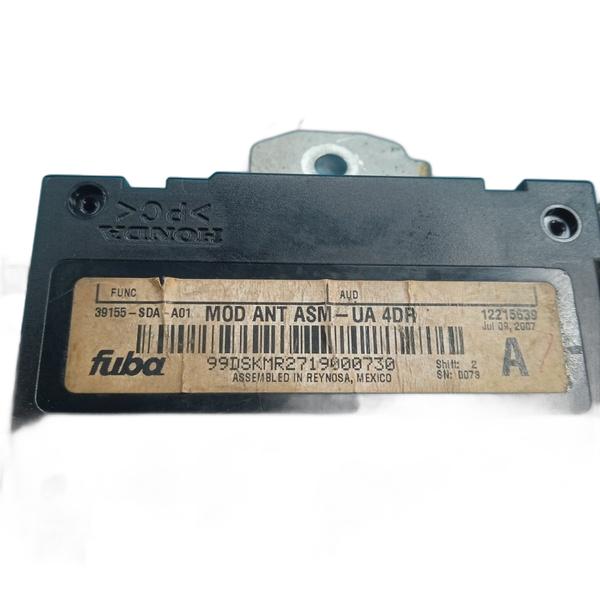 HONDA
>PC<
FUNC AUD
39155-SDA-A01 MOD ANT ASM-UA 4DR 12215639
Jul 09, 2007
fuba 99DSKMR2719000730 Shift: 2 A
ASSEMBLED IN REYNOSA, MEXICO SN: 0073